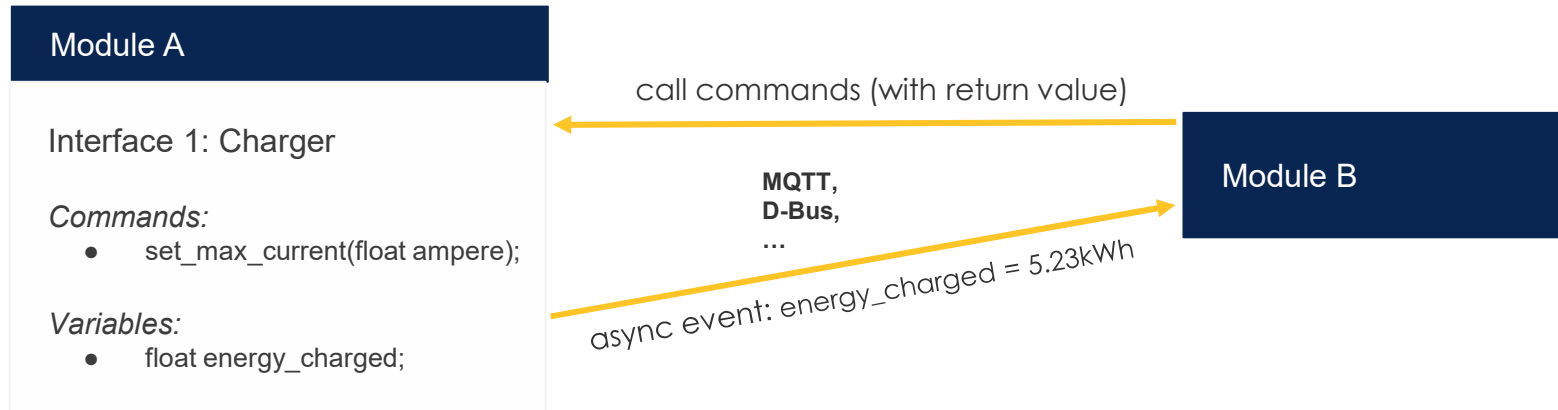 Module A
Interface 1: Charger
Commands:
● set_max_current(float ampere);
Variables:
● float energy_charged;
call commands (with return value)
MQTT,
D-Bus,
…
async event: energy_charged = 5.23kWh
Module B